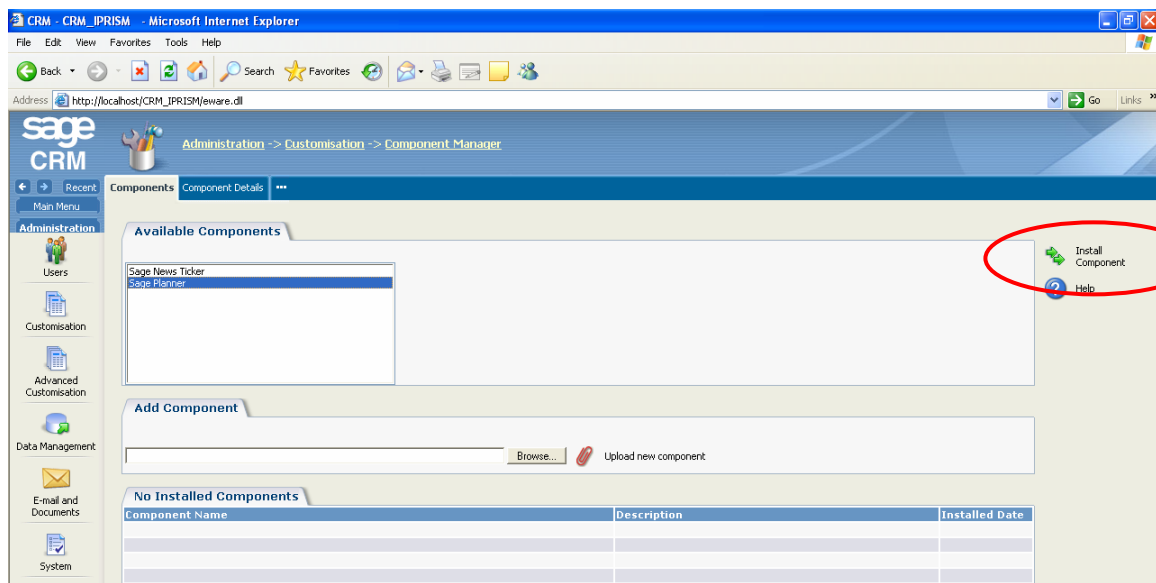 CRM - CRM_IPRISM - Microsoft Internet Explorer
File Edit View Favorites Tools Help
Back Search Favorites
Address http://localhost/CRM_IPRISM/eware.dll Go Links »
sage
CRM
Administration -> Customisation -> Component Manager
Recent
Components Component Details •••
Main Menu
Administration
Users
Customisation
Advanced
Customisation
Data Management
E-mail and
Documents
System
Available Components
Sage News Ticker
Sage Planner
Install
Component
Help
Add Component
Browse... Upload new component
No Installed Components
Component Name Description Installed Date